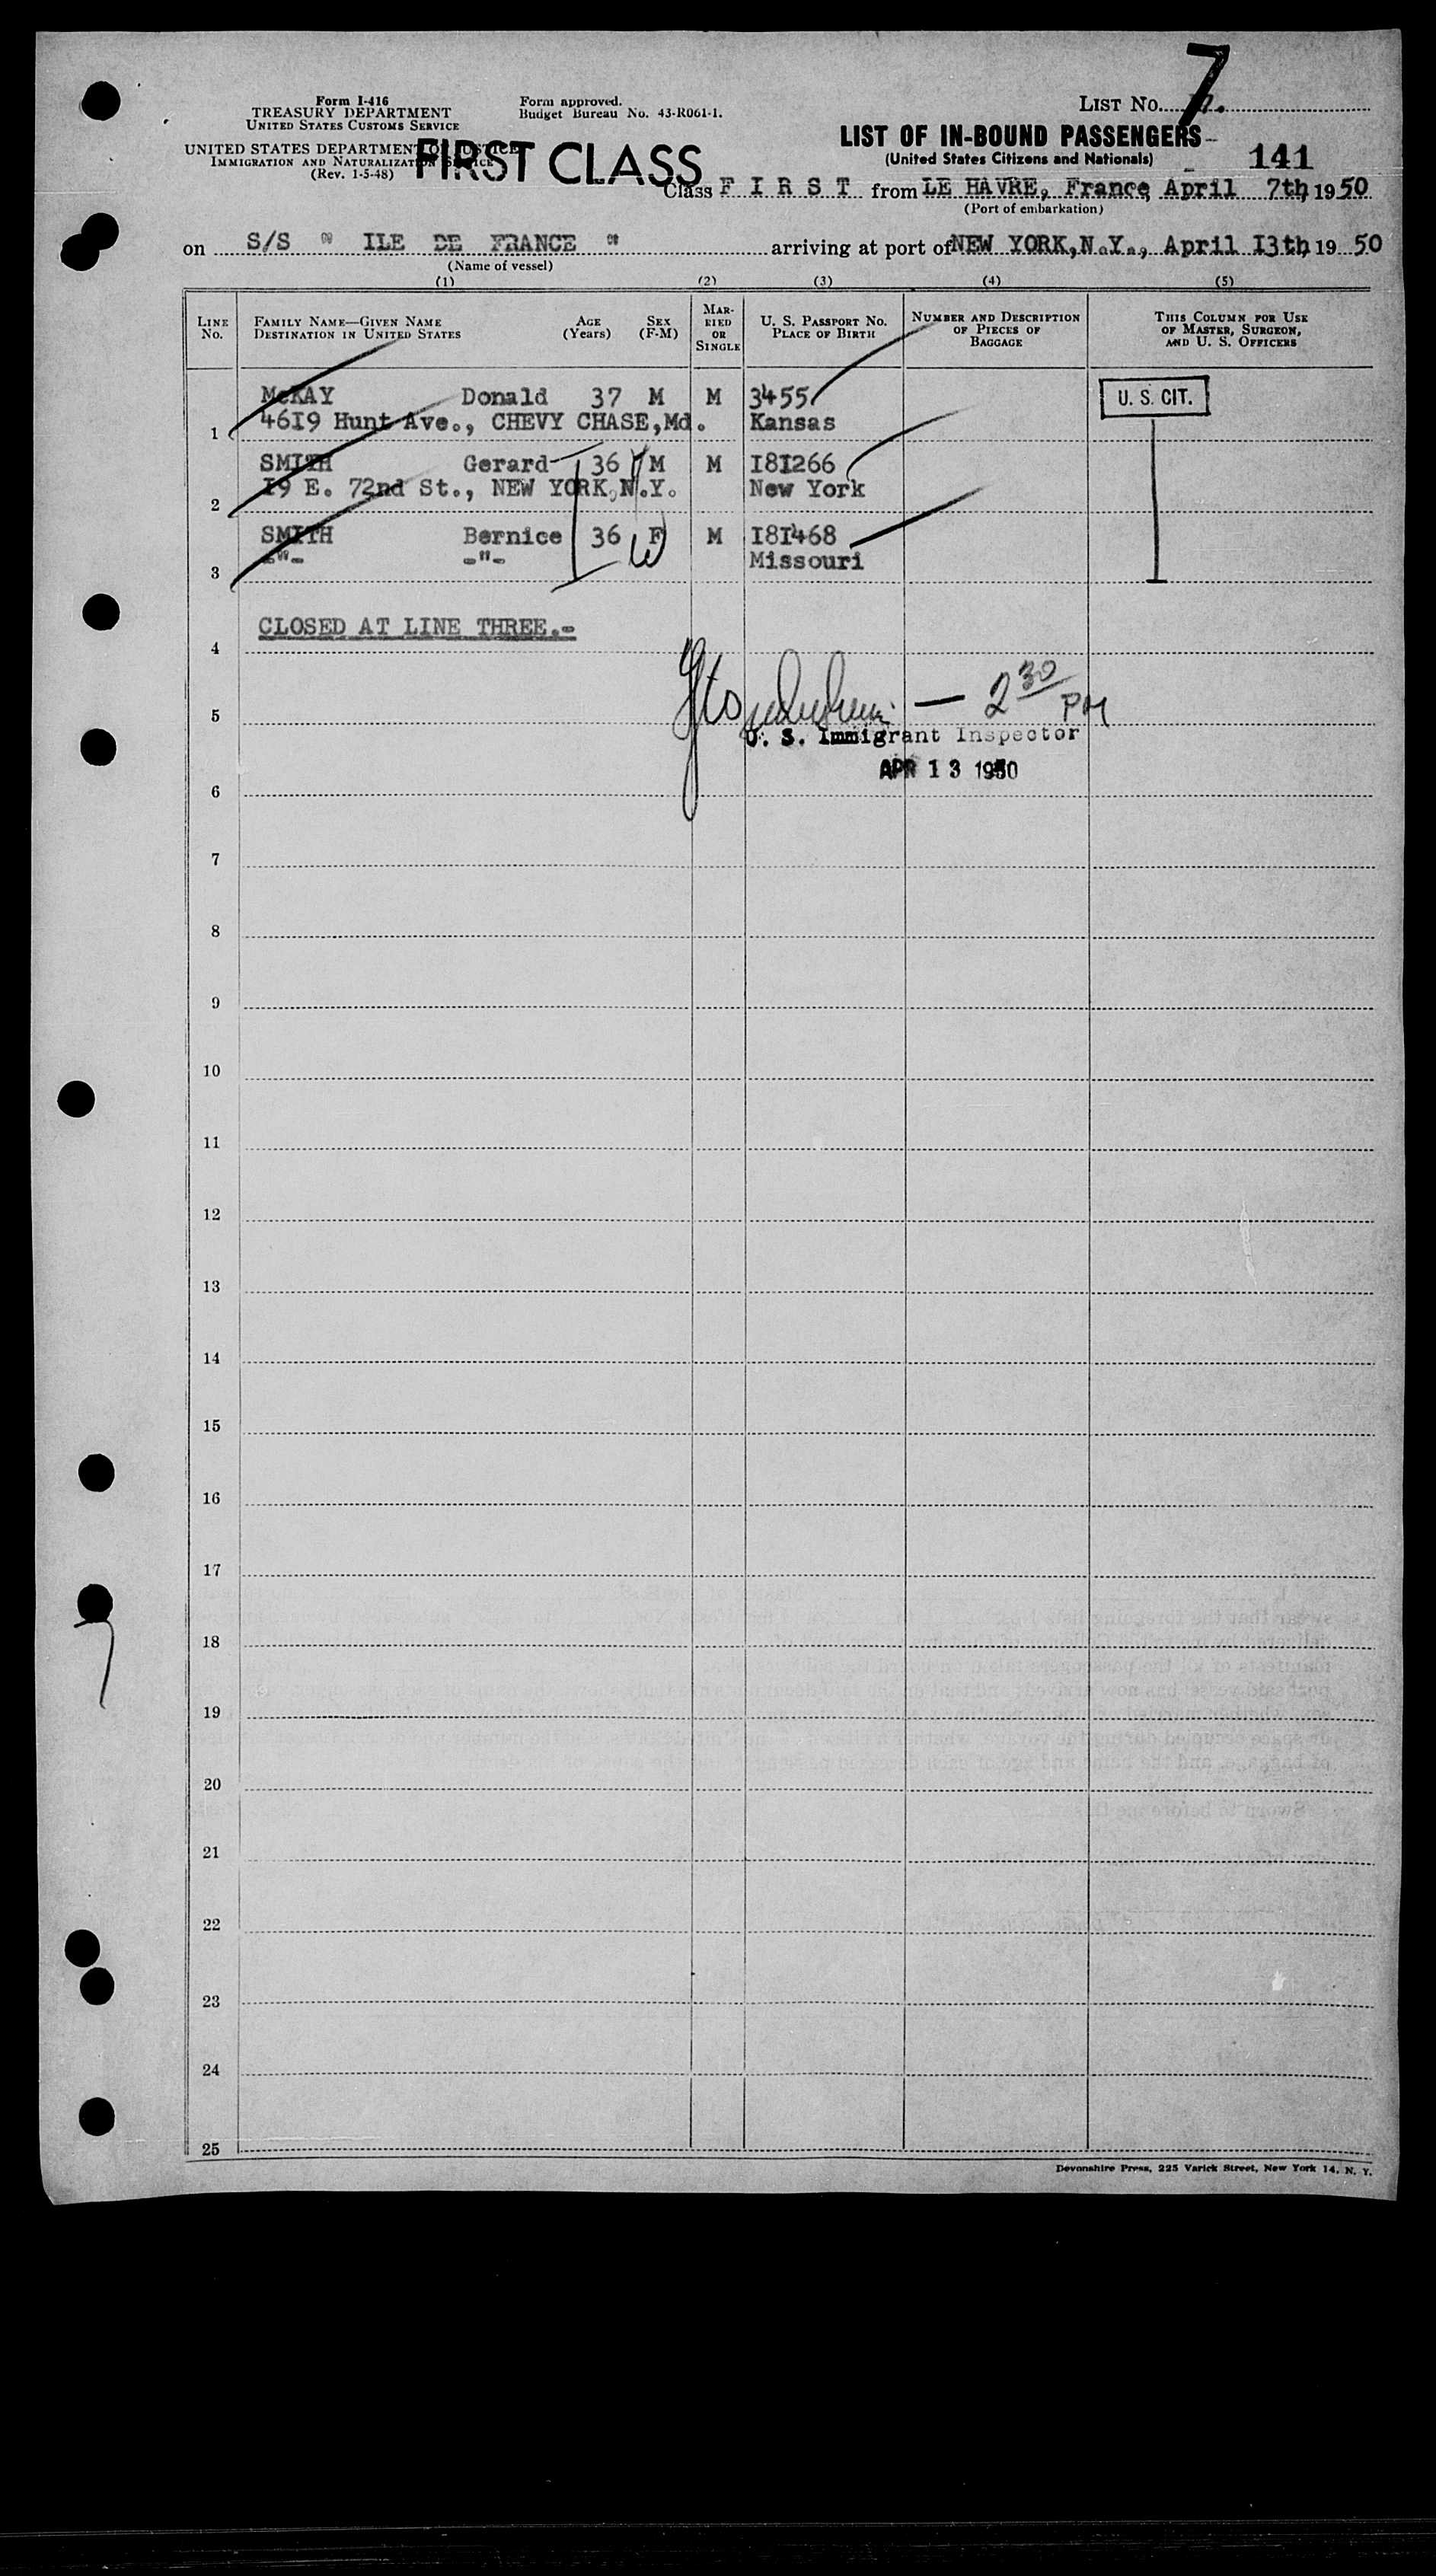 Form I-416
TREASURY DEPARTMENT
UNITED STATES CUSTOMS SERVICE
UNITED STATES DEPARTMENT OF JUSTICE
IMMIGRATION AND NATURALIZATION SERVICE
(Rev. 1-5-48)
Form approved.
Budget Bureau No. 43-R061-1.
FIRST CLASS
LIST No. 7.
LIST OF IN-BOUND PASSENGERS
(United States Citizens and Nationals)
141
Class F I R S T from LE HAVRE, France, April 7th, 1950
(Port of embarkation)
on S/S " ILE DE FRANCE " arriving at port of NEW YORK, N.Y., April I3th, 19 50
(Name of vessel)
(1) (2) (3) (4) (5)
LINE No. FAMILY NAME—GIVEN NAME DESTINATION IN UNITED STATES AGE (Years) SEX (F-M) MARRIED OR SINGLE U. S. PASSPORT No. PLACE OF BIRTH NUMBER AND DESCRIPTION OF PIECES OF BAGGAGE THIS COLUMN FOR USE OF MASTER, SURGEON, AND U. S. OFFICERS
McKAY Donald 37 M M 3455 U. S. CIT.
1 46I9 Hunt Ave., CHEVY CHASE, Md. Kansas
SMITH Gerard 36 M M I8I266
2 I9 E. 72nd St., NEW YORK, N.Y. New York
SMITH Bernice 36 F M I8I468
-"- -"- Missouri
3
CLOSED AT LINE THREE.-
4
— 2 30 PM
5
U. S. Immigrant Inspector
APR 13 1950
6
7
8
9
10
11
12
13
14
15
16
17
18
19
20
21
22
23
24
25
Devonshire Press, 225 Varick Street, New York 14, N. Y.